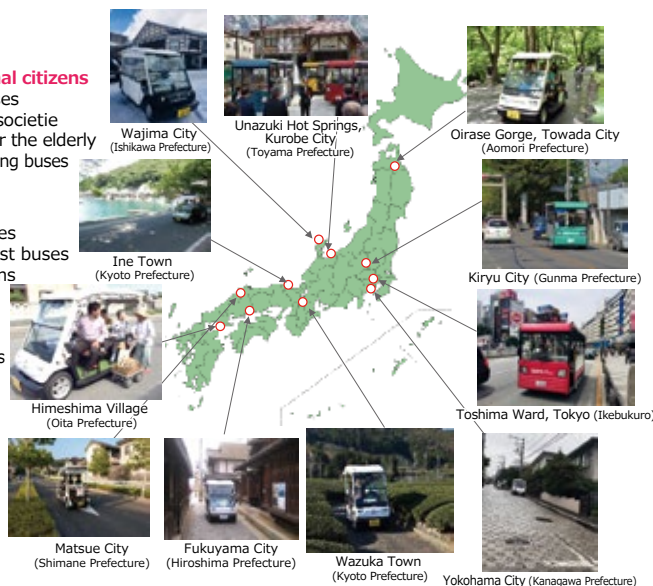 al citizens
es
societie
r the elderly
ng buses
es
st buses
ns
s
Wajima City
(Ishikawa Prefecture)
Unazuki Hot Springs,
Kurobe City
(Toyama Prefecture)
Oirase Gorge, Towada City
(Aomori Prefecture)
Ine Town
(Kyoto Prefecture)
Kiryu City (Gunma Prefecture)
Himeshima Village
(Oita Prefecture)
Toshima Ward, Tokyo (Ikebukuro)
Matsue City
(Shimane Prefecture)
Fukuyama City
(Hiroshima Prefecture)
Wazuka Town
(Kyoto Prefecture)
Yokohama City (Kanagawa Prefecture)